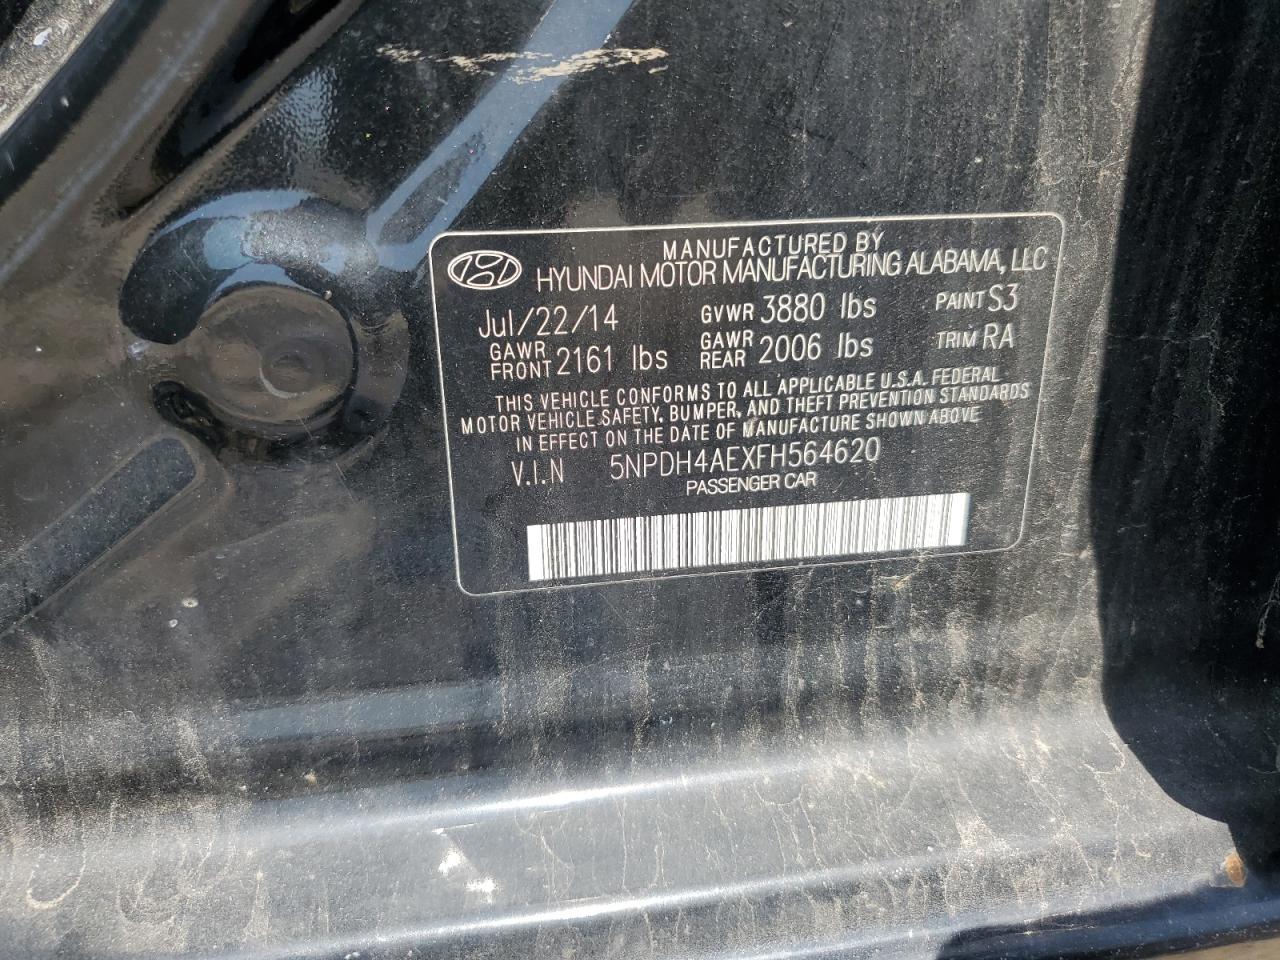 MANUFACTURED BY
HYUNDAI MOTOR MANUFACTURING ALABAMA, LLC
Jul/22/14 GVWR 3880 lbs PAINT S3
GAWR FRONT 2161 lbs GAWR REAR 2006 lbs TRIM RA
THIS VEHICLE CONFORMS TO ALL APPLICABLE U.S.A. FEDERAL
MOTOR VEHICLE SAFETY, BUMPER, AND THEFT PREVENTION STANDARDS
IN EFFECT ON THE DATE OF MANUFACTURE SHOWN ABOVE
V.I.N 5NPDH4AEXFH564620
PASSENGER CAR